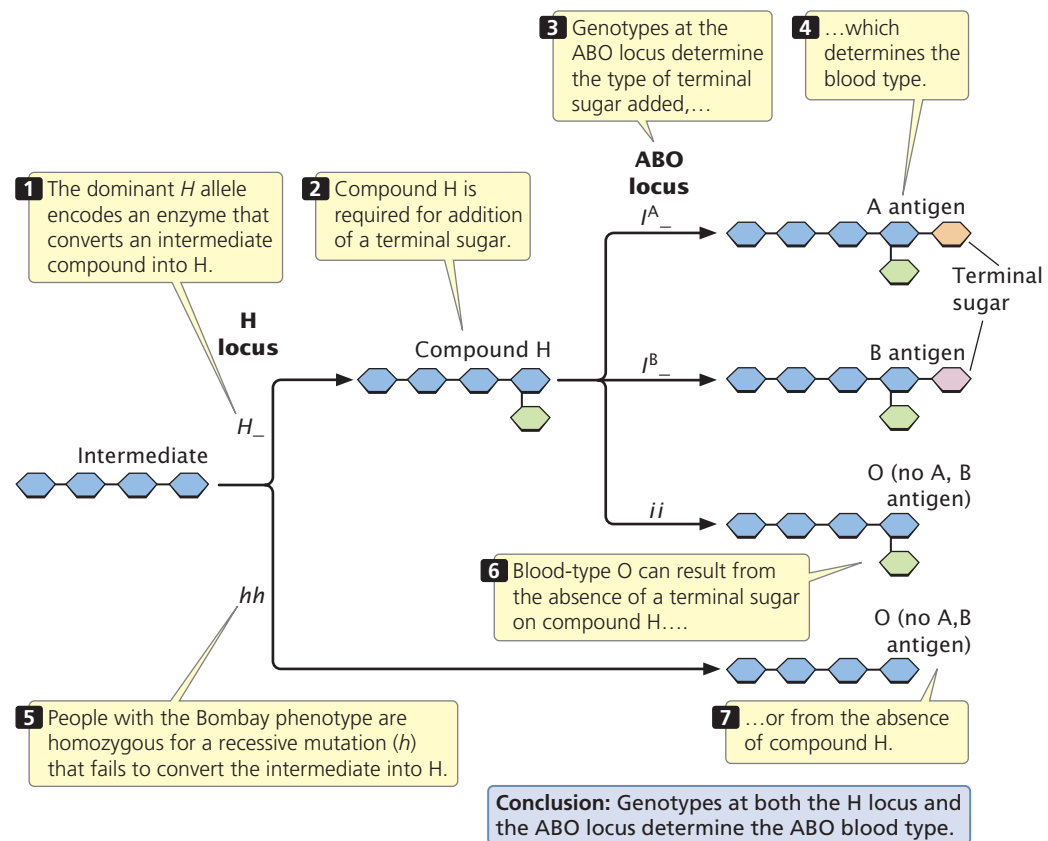 1 The dominant H allele
encodes an enzyme that
converts an intermediate
compound into H.
2 Compound H is
required for addition
of a terminal sugar.
3 Genotypes at the
ABO locus determine
the type of terminal
sugar added,…
4 …which
determines the
blood type.
H
locus
ABO
locus
Intermediate
H_
hh
Compound H
I^A_
I^B_
ii
A antigen
Terminal
sugar
B antigen
O (no A, B
antigen)
O (no A,B
antigen)
5 People with the Bombay phenotype are
homozygous for a recessive mutation (h)
that fails to convert the intermediate into H.
6 Blood-type O can result from
the absence of a terminal sugar
on compound H….
7 …or from the absence
of compound H.
Conclusion: Genotypes at both the H locus and
the ABO locus determine the ABO blood type.